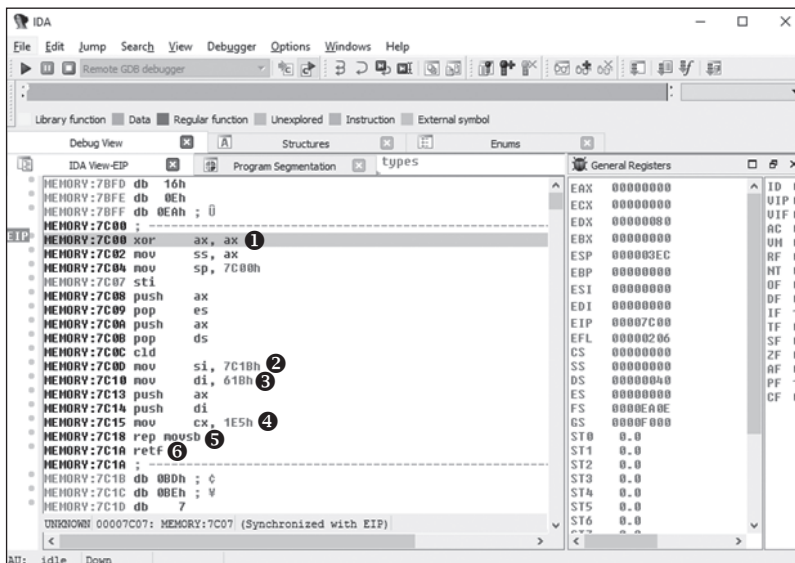 IDA
File Edit Jump Search View Debugger Options Windows Help
Remote GDB debugger
Library function Data Regular function Unexplored Instruction External symbol
Debug View Structures Enums
IDA View-EIP Program Segmentation types
MEMORY:7BFD db 16h
MEMORY:7BFE db 0Eh
MEMORY:7BFF db 0EAh ; Û
MEMORY:7C00 ; ------------------------------------------------
EIP MEMORY:7C00 xor ax, ax ❶
MEMORY:7C02 mov ss, ax
MEMORY:7C04 mov sp, 7C00h
MEMORY:7C07 sti
MEMORY:7C08 push ax
MEMORY:7C09 pop es
MEMORY:7C0A push ax
MEMORY:7C0B pop ds
MEMORY:7C0C cld
MEMORY:7C0D mov si, 7C1Bh ❷
MEMORY:7C10 mov di, 61Bh ❸
MEMORY:7C13 push ax
MEMORY:7C14 push di
MEMORY:7C15 mov cx, 1E5h ❹
MEMORY:7C18 rep movsb ❺
MEMORY:7C1A retf ❻
MEMORY:7C1A ; ------------------------------------------------
MEMORY:7C1B db 0BDh ; ¢
MEMORY:7C1C db 0BEh ; ¥
MEMORY:7C1D db 7
UNKNOWN 00007C07: MEMORY:7C07 (Synchronized with EIP)
General Registers
EAX 00000000
ECX 00000000
EDX 00000080
EBX 00000000
ESP 000003EC
EBP 00000000
ESI 00000000
EDI 00000000
EIP 00007C00
EFL 00000206
CS 00000000
SS 00000000
DS 00000040
ES 00000000
FS 0000EA0E
GS 0000F000
ST0 0.0
ST1 0.0
ST2 0.0
ST3 0.0
ST4 0.0
ST5 0.0
ST6 0.0
ID
VIP
VIF
AC
VM
RF
NT
OF
DF
IF
TF
SF
ZF
AF
PF
CF
AU: idle Down